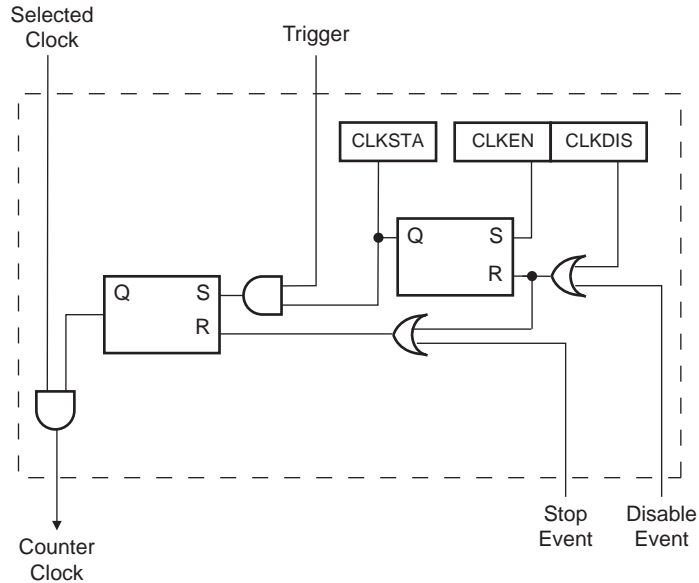 Selected
Clock
Trigger
CLKSTA
CLKEN
CLKDIS
Q
S
R
Q
S
R
Stop
Event
Disable
Event
Counter
Clock